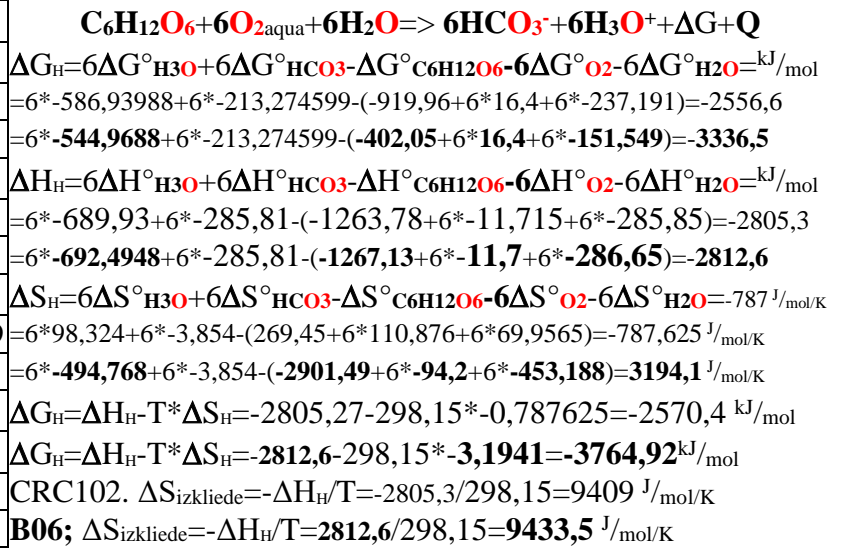 C6H12O6+6O2aqua+6H2O=> 6HCO3-+6H3O++ΔG+Q
ΔGH=6ΔG°H3O+6ΔG°HCO3-ΔG°C6H12O6-6ΔG°O2-6ΔG°H2O=kJ/mol
=6*-586,93988+6*-213,274599-(-919,96+6*16,4+6*-237,191)=-2556,6
=6*-544,9688+6*-213,274599-(-402,05+6*16,4+6*-151,549)=-3336,5
ΔHH=6ΔH°H3O+6ΔH°HCO3-ΔH°C6H12O6-6ΔH°O2-6ΔH°H2O=kJ/mol
=6*-689,93+6*-285,81-(-1263,78+6*-11,715+6*-285,85)=-2805,3
=6*-692,4948+6*-285,81-(-1267,13+6*-11,7+6*-286,65)=-2812,6
ΔSH=6ΔS°H3O+6ΔS°HCO3-ΔS°C6H12O6-6ΔS°O2-6ΔS°H2O=-787 J/mol/K
=6*98,324+6*-3,854-(269,45+6*110,876+6*69,9565)=-787,625 J/mol/K
=6*-494,768+6*-3,854-(-2901,49+6*-94,2+6*-453,188)=3194,1 J/mol/K
ΔGH=ΔHH-T*ΔSH=-2805,27-298,15*-0,787625=-2570,4 kJ/mol
ΔGH=ΔHH-T*ΔSH=-2812,6-298,15*-3,1941=-3764,92kJ/mol
CRC102. ΔSizkliede=-ΔHH/T=-2805,3/298,15=9409 J/mol/K
B06; ΔSizkliede=-ΔHH/T=2812,6/298,15=9433,5 J/mol/K